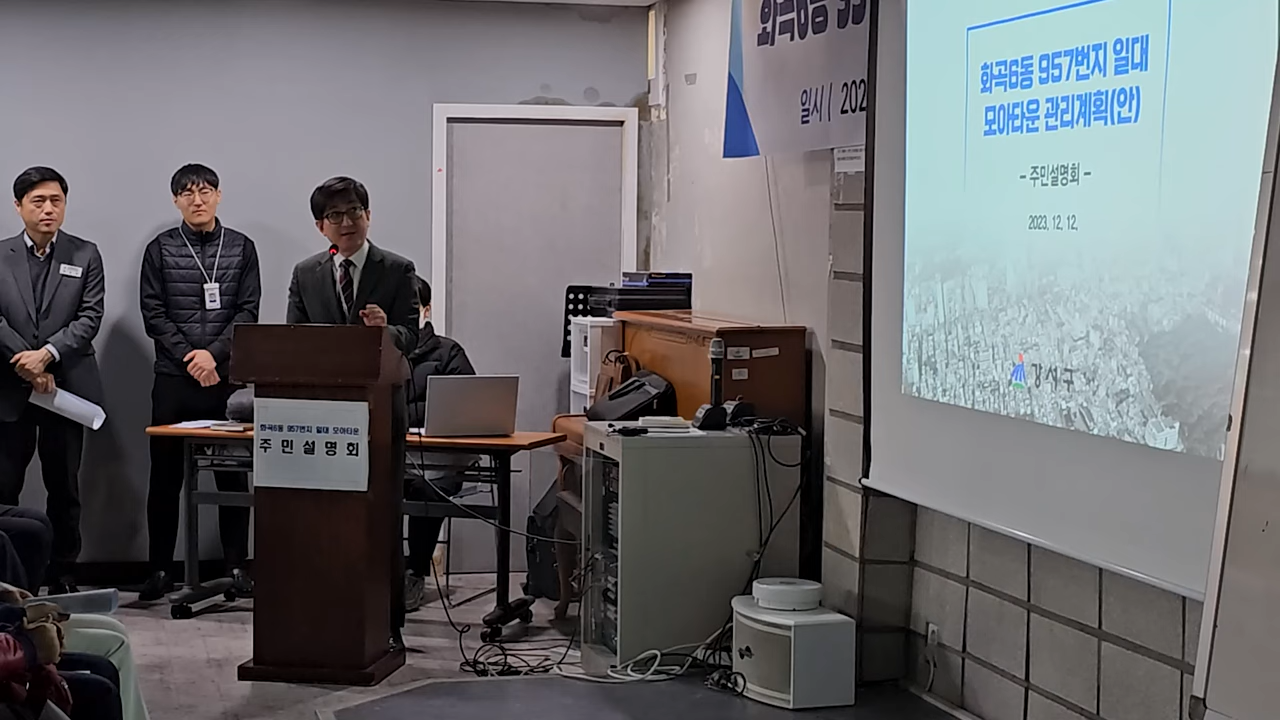 화곡6동 95
일시 ( 202
화곡6동 957번지 일대
모아타운 관리계획(안)
- 주민설명회 -
2023. 12. 12.
강서구
화곡6동 957번지 일대 모아타운
주민설명회